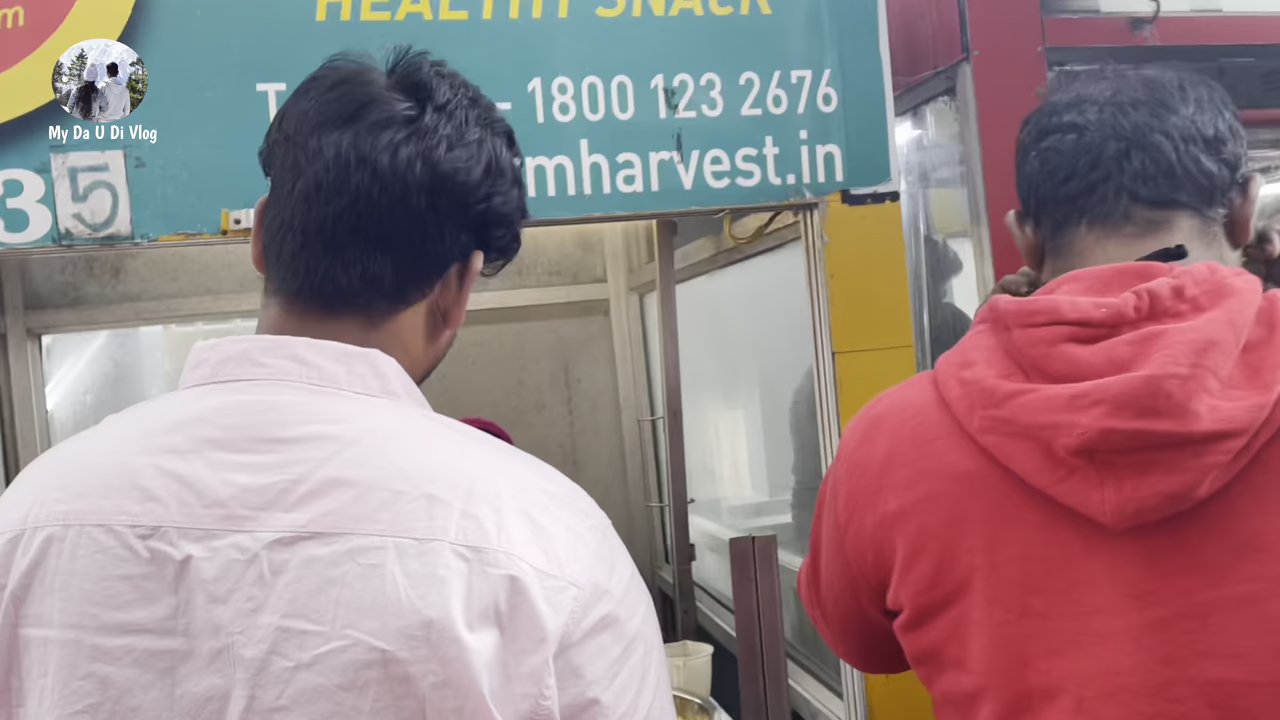 m
HEALTHY SNACK
My Da U Di Vlog
T - 1800 123 2676
mharvest.in
35